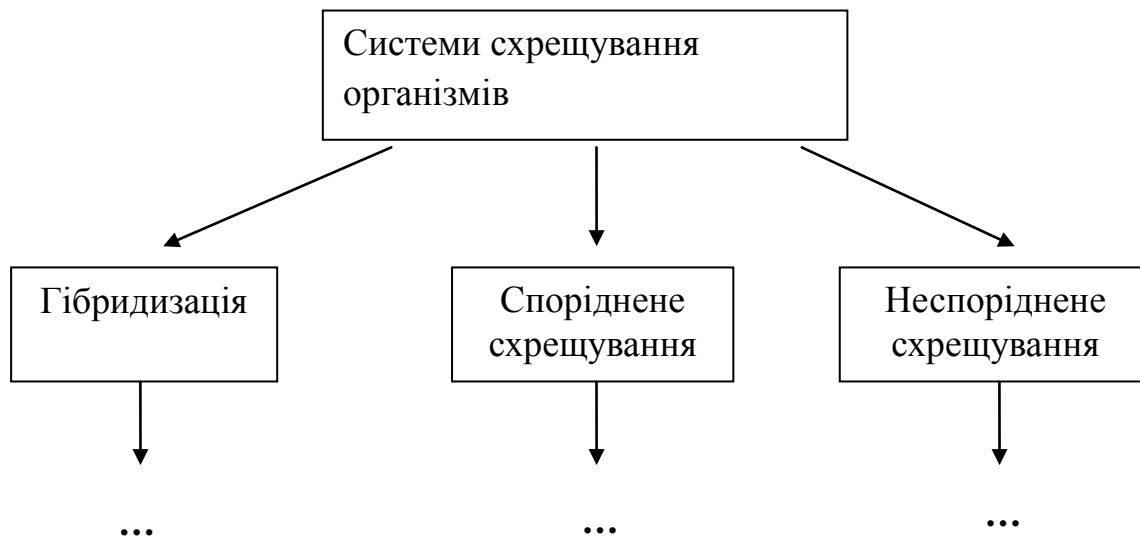 Системи схрещування
організмів
Гібридизація
Споріднене
схрещування
Неспоріднене
схрещування
...
...
...